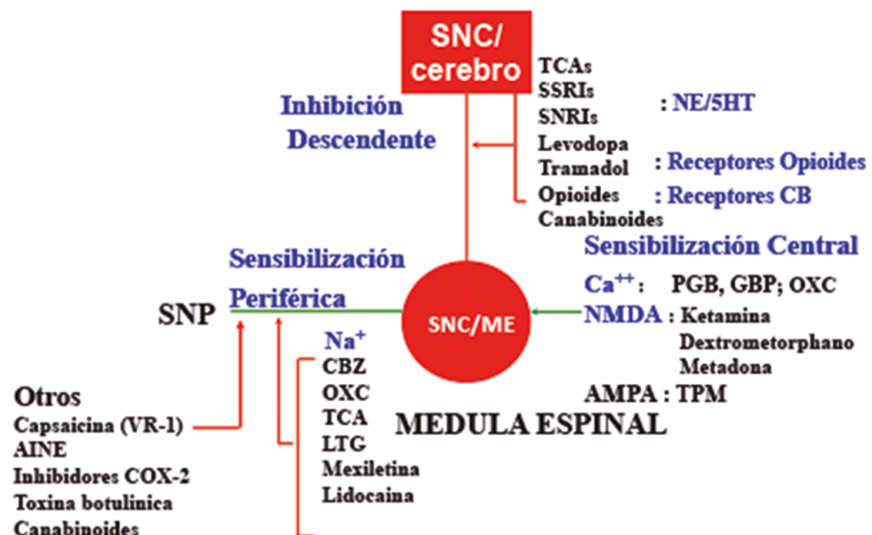 SNC/
cerebro
Inhibición
Descendente
TCAs
SSRIs
SNRIs
: NE/5HT
Levodopa
Tramadol : Receptores Opioides
Opioides : Receptores CB
Canabinoides
Sensibilización Central
Ca++ : PGB, GBP; OXC
NMDA : Ketamina
Dextrometorphano
Metadona
AMPA : TPM
Sensibilización
Periférica
SNP
SNC/ME
MEDULA ESPINAL
Na+
CBZ
OXC
TCA
LTG
Mexiletina
Lidocaina
Otros
Capsaicina (VR-1)
AINE
Inhibidores COX-2
Toxina botulinica
Canabinoides